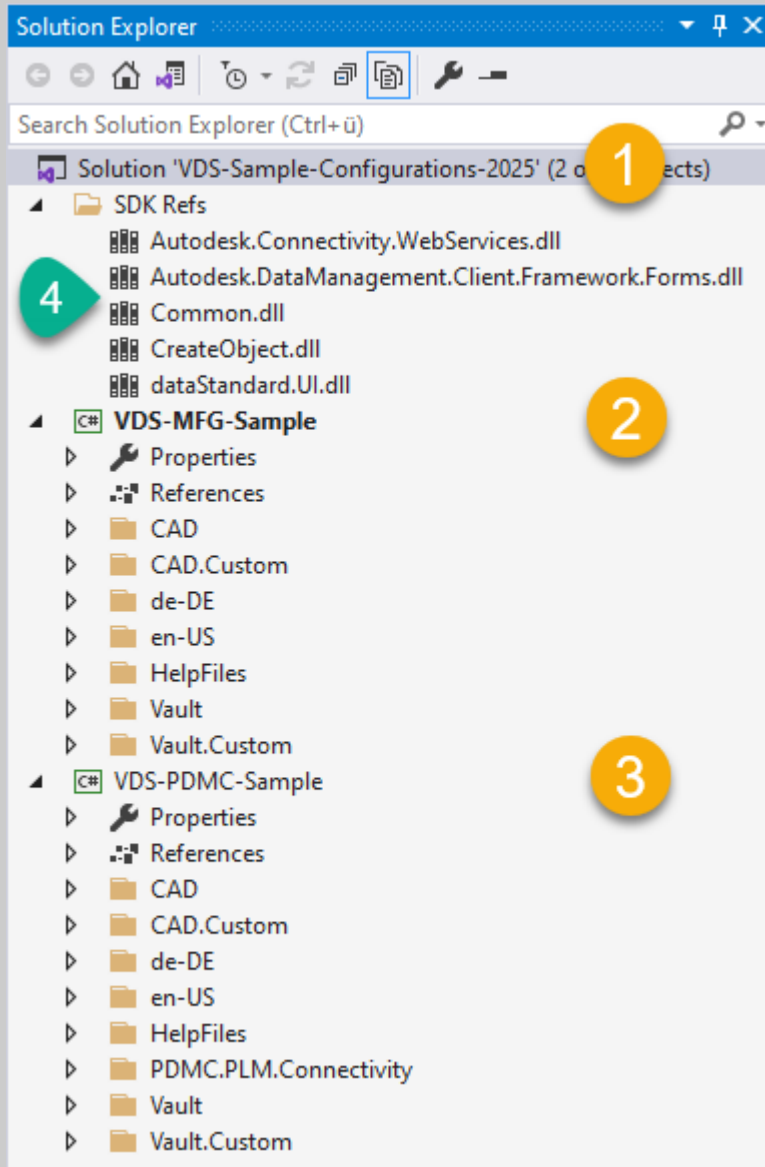 Solution Explorer
Search Solution Explorer (Ctrl+ü)
Solution 'VDS-Sample-Configurations-2025' (2 o
1
ects)
SDK Refs
Autodesk.Connectivity.WebServices.dll
Autodesk.DataManagement.Client.Framework.Forms.dll
4
Common.dll
CreateObject.dll
dataStandard.UI.dll
C# VDS-MFG-Sample
2
Properties
References
CAD
CAD.Custom
de-DE
en-US
HelpFiles
Vault
Vault.Custom
C# VDS-PDMC-Sample
3
Properties
References
CAD
CAD.Custom
de-DE
en-US
HelpFiles
PDMC.PLM.Connectivity
Vault
Vault.Custom